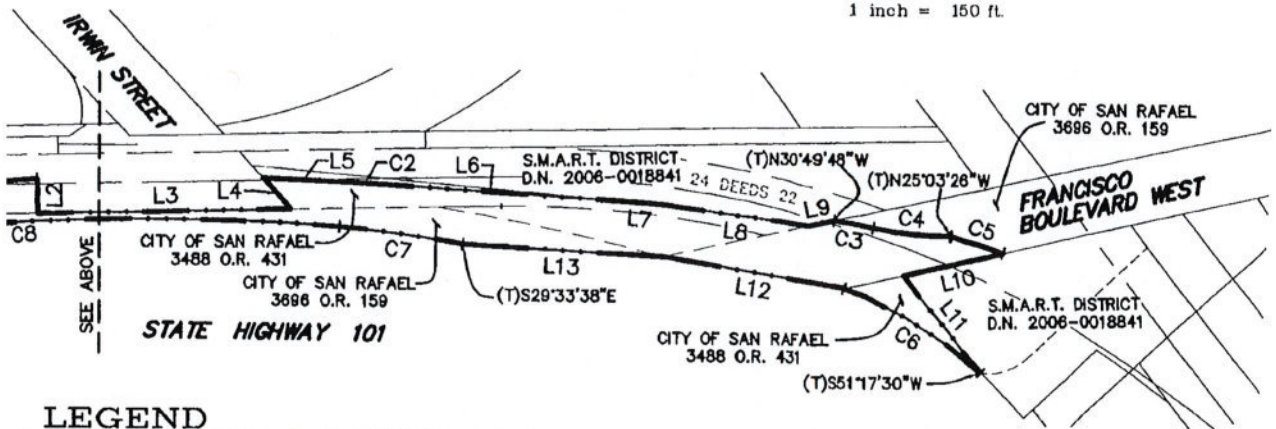 1 inch = 150 ft.
IRWIN STREET
CITY OF SAN RAFAEL
3696 O.R. 159
L5
C2
L6
S.M.A.R.T. DISTRICT
D.N. 2006-0018841
(T)N30°49'48"W
24 DEEDS 22
(T)N25°03'26"W
FRANCISCO
BOULEVARD WEST
L2
L3
L4
L7
L8
L9
C3
C4
C5
C8
CITY OF SAN RAFAEL
3488 O.R. 431
C7
L13
L12
L10
L11
CITY OF SAN RAFAEL
3696 O.R. 159
(T)S29°33'38"E
S.M.A.R.T. DISTRICT
D.N. 2006-0018841
SEE ABOVE
STATE HIGHWAY 101
CITY OF SAN RAFAEL
3488 O.R. 431
C6
(T)S51°17'30"W
LEGEND